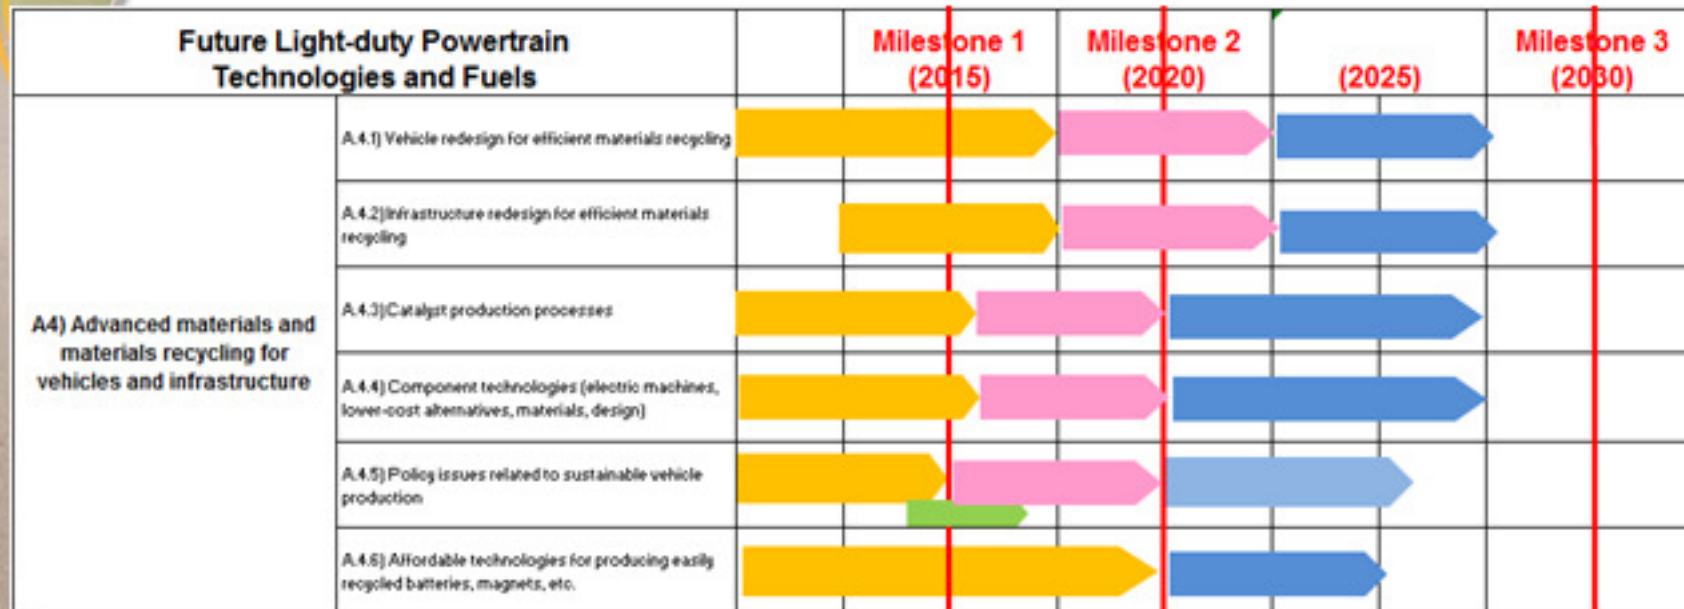 Future Light-duty Powertrain
Technologies and Fuels
Milestone 1
(2015)
Milestone 2
(2020)
(2025)
Milestone 3
(2030)
A4) Advanced materials and
materials recycling for
vehicles and infrastructure
A.4.1) Vehicle redesign for efficient materials recycling
A.4.2)Infrastructure redesign for efficient materials
recycling
A.4.3)Catalyst production processes
A.4.4) Component technologies (electric machines,
lower-cost alternatives, materials, design)
A.4.5) Policy issues related to sustainable vehicle
production
A.4.6) Affordable technologies for producing easily
recycled batteries, magnets, etc.